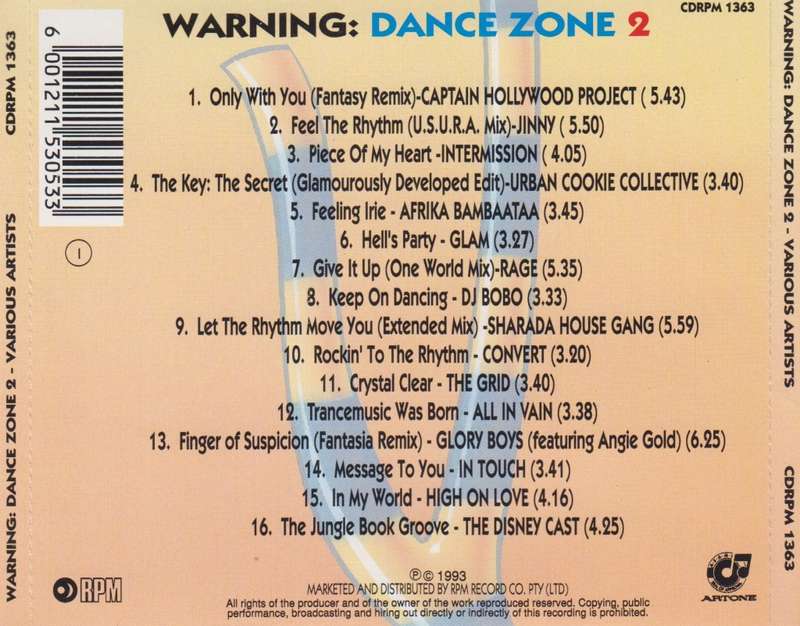 WARNING: DANCE ZONE 2
CDRPM 1363
6 001211 530533
1. Only With You (Fantasy Remix)-CAPTAIN HOLLYWOOD PROJECT ( 5.43)
2. Feel The Rhythm (U.S.U.R.A. Mix)-JINNY ( 5.50)
3. Piece Of My Heart -INTERMISSION ( 4.05)
4. The Key: The Secret (Glamourously Developed Edit)-URBAN COOKIE COLLECTIVE (3.40)
5. Feeling Irie - AFRIKA BAMBAATAA (3.45)
6. Hell's Party - GLAM (3.27)
7. Give It Up (One World Mix)-RAGE (5.35)
8. Keep On Dancing - DJ BOBO (3.33)
9. Let The Rhythm Move You (Extended Mix) -SHARADA HOUSE GANG (5.59)
10. Rockin' To The Rhythm - CONVERT (3.20)
11. Crystal Clear - THE GRID (3.40)
12. Trancemusic Was Born - ALL IN VAIN (3.38)
13. Finger of Suspicion (Fantasia Remix) - GLORY BOYS (featuring Angie Gold) (6.25)
14. Message To You - IN TOUCH (3.41)
15. In My World - HIGH ON LOVE (4.16)
16. The Jungle Book Groove - THE DISNEY CAST (4.25)
I
RPM
℗ © 1993
MARKETED AND DISTRIBUTED BY RPM RECORD CO. PTY (LTD)
All rights of the producer and of the owner of the work reproduced reserved. Copying, public
performance, broadcasting and hiring out directly or indirectly of this recording is prohibited.
ARTONE
WARNING: DANCE ZONE 2 - VARIOUS ARTISTS CDRPM 1363
WARNING: DANCE ZONE 2 - VARIOUS ARTISTS CDRPM 1363